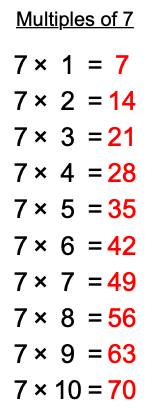 Multiples of 7
7 × 1 = 7
7 × 2 = 14
7 × 3 = 21
7 × 4 = 28
7 × 5 = 35
7 × 6 = 42
7 × 7 = 49
7 × 8 = 56
7 × 9 = 63
7 × 10 = 70